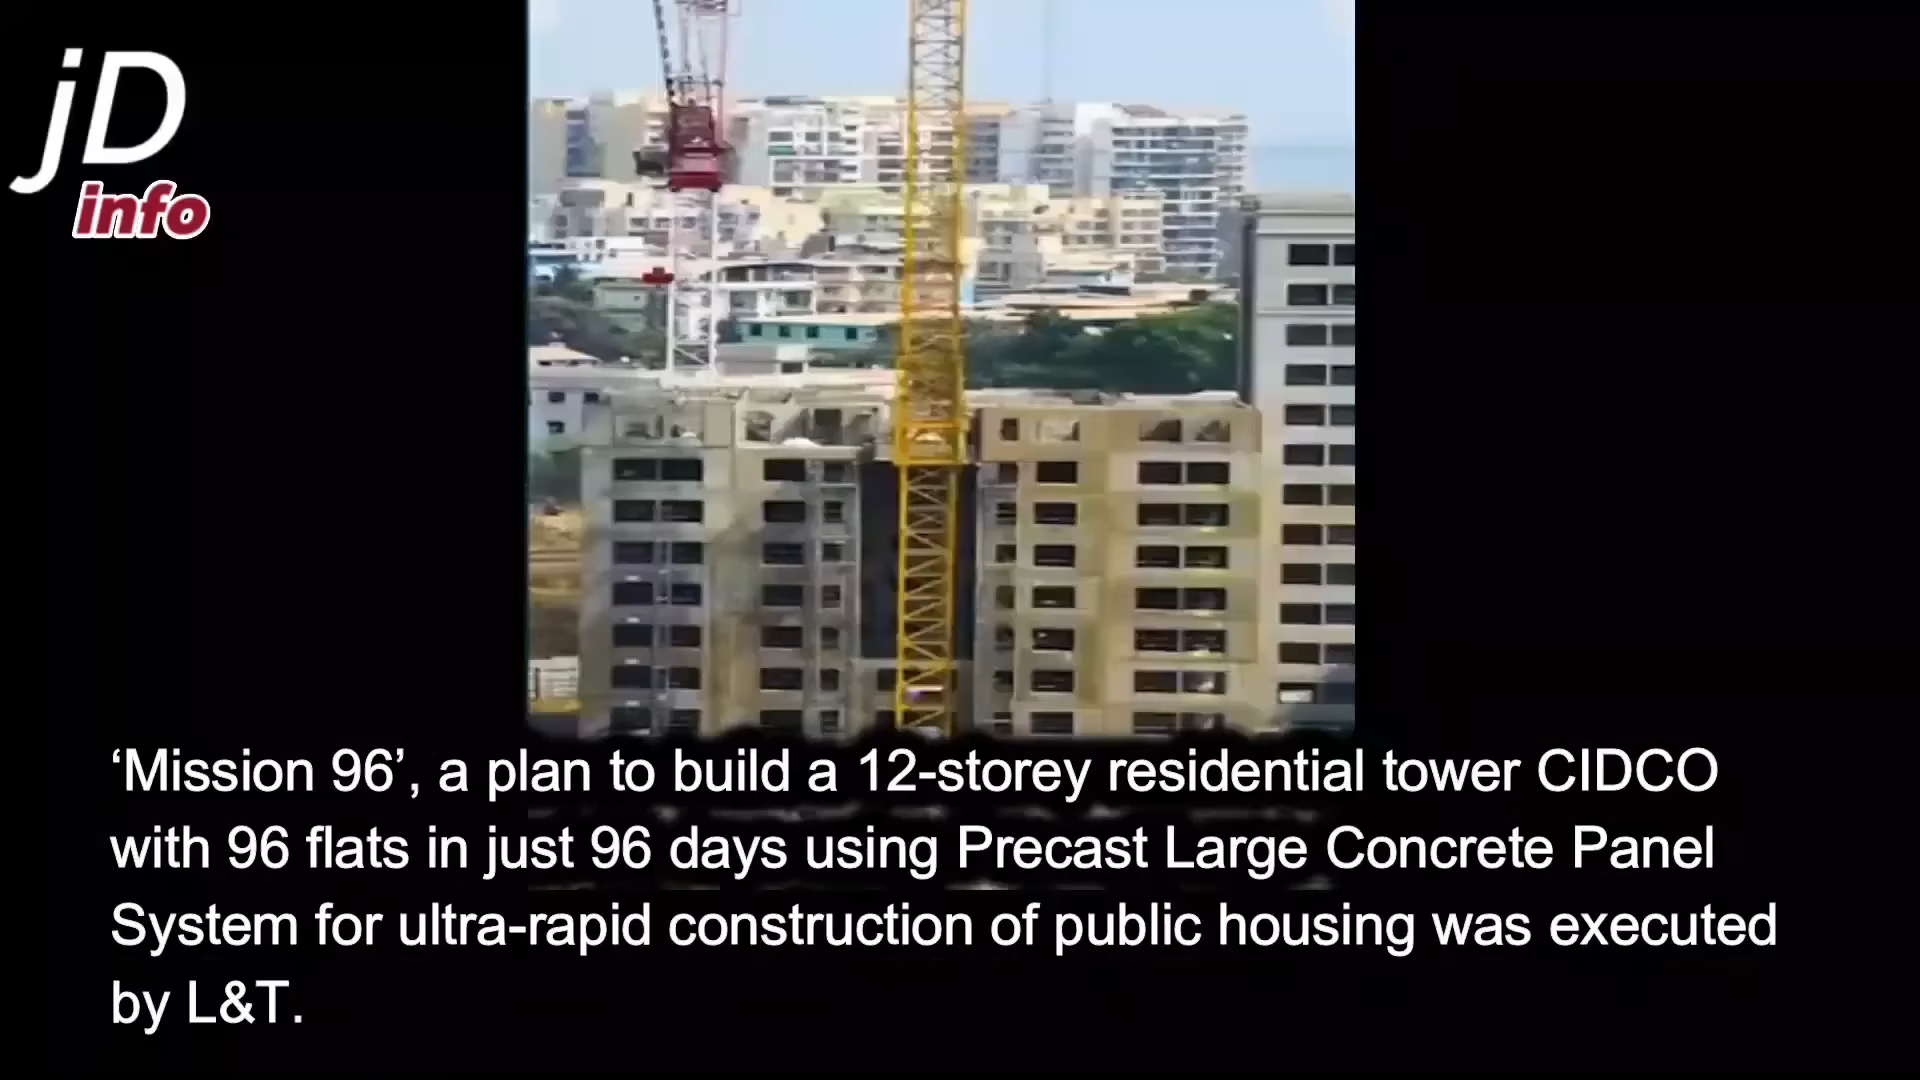 jD
info
‘Mission 96’, a plan to build a 12-storey residential tower CIDCO
with 96 flats in just 96 days using Precast Large Concrete Panel
System for ultra-rapid construction of public housing was executed
by L&T.